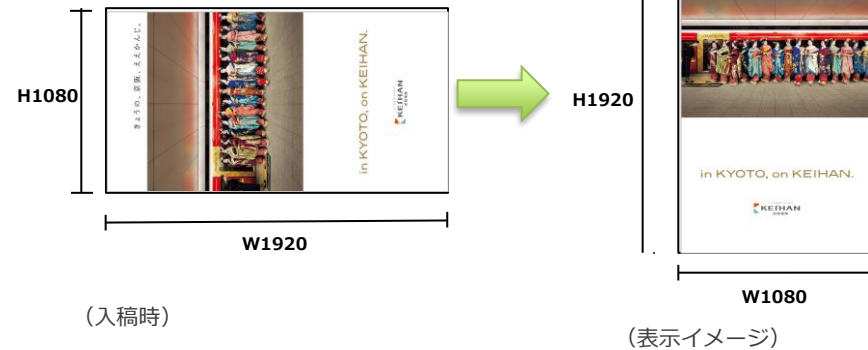 H1080
きょうの、京阪、ええかんじ。
in KYOTO, on KEIHAN.
KEIHAN
W1920
（入稿時）
H1920
in KYOTO, on KEIHAN.
KEIHAN
W1080
（表示イメージ）